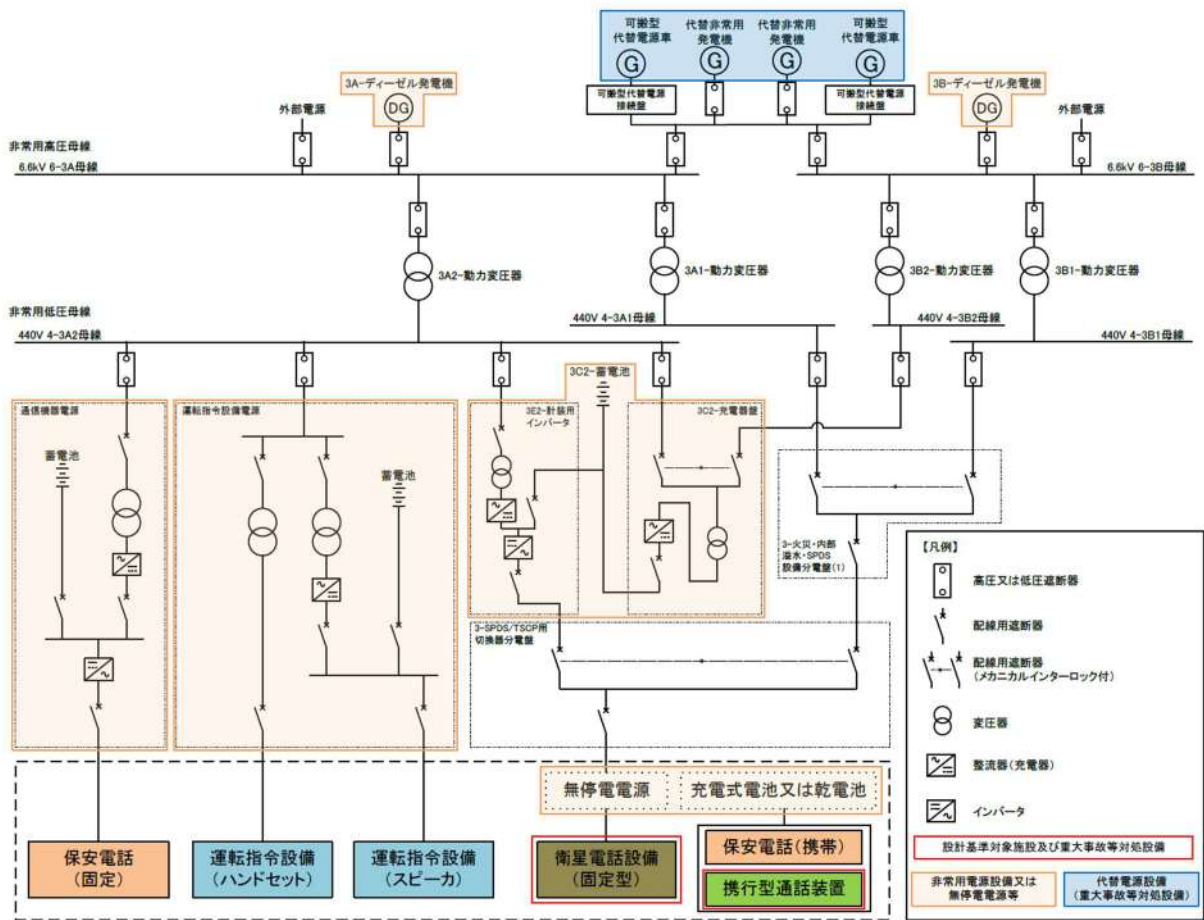 可搬型
代替電源車
代替非常用
発電機
代替非常用
発電機
可搬型
代替電源車
G
G
G
G
3A-ディーゼル発電機
DG
可搬型代替電源
接続盤
可搬型代替電源
接続盤
3B-ディーゼル発電機
DG
外部電源
外部電源
非常用高圧母線
6.6kV 6-3A母線
6.6kV 6-3B母線
3A2-動力変圧器
3A1-動力変圧器
3B2-動力変圧器
3B1-動力変圧器
非常用低圧母線
440V 4-3A1母線
440V 4-3B2母線
440V 4-3A2母線
440V 4-3B1母線
通信機器電源
蓄電池
運転指令設備電源
蓄電池
3C2-蓄電池
3E2-計装用
インバータ
3C2-充電器盤
3-火災・内部
溢水・SPDS
設備分電盤(1)
3-SPDS/TSCP用
切換器分電盤
無停電電源
充電式電池又は乾電池
保安電話
(固定)
運転指令設備
(ハンドセット)
運転指令設備
(スピーカ)
衛星電話設備
(固定型)
保安電話(携帯)
携行型通話装置
【凡例】
高圧又は低圧遮断器
配線用遮断器
配線用遮断器
(メカニカルインターロック付)
変圧器
整流器(充電器)
インバータ
設計基準対象施設及び重大事故等対処設備
非常用電源設備又は
無停電電源等
代替電源設備
(重大事故等対処設備)